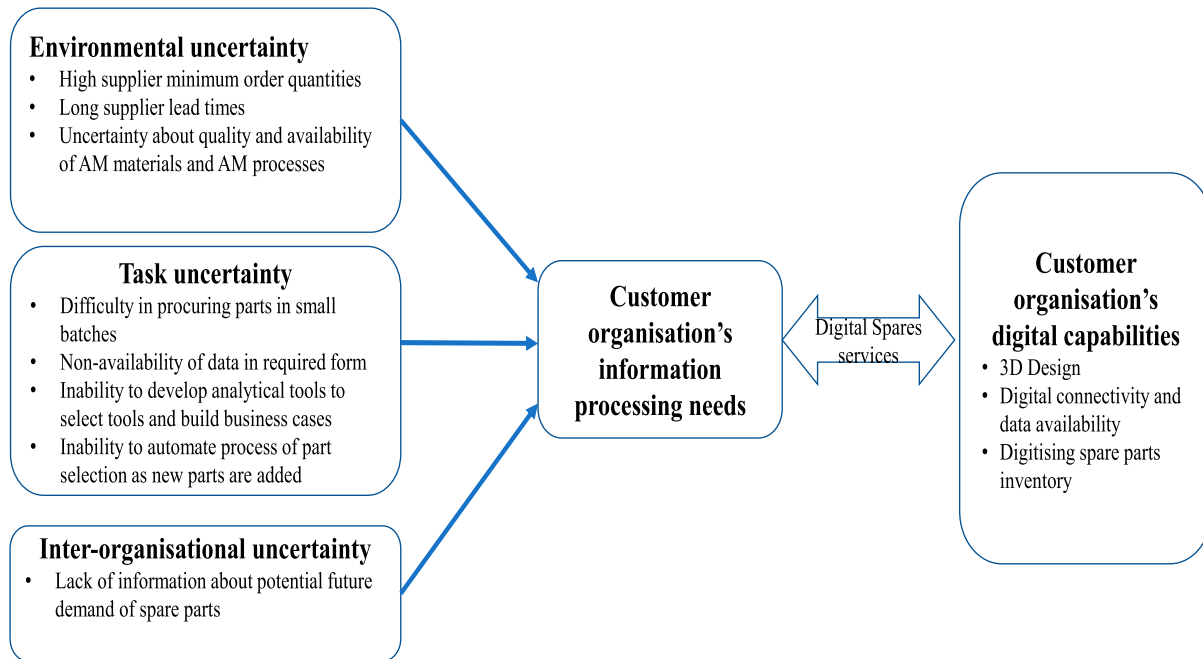 Environmental uncertainty
• High supplier minimum order quantities
• Long supplier lead times
• Uncertainty about quality and availability
of AM materials and AM processes
Task uncertainty
• Difficulty in procuring parts in small
batches
• Non-availability of data in required form
• Inability to develop analytical tools to
select tools and build business cases
• Inability to automate process of part
selection as new parts are added
Inter-organisational uncertainty
• Lack of information about potential future
demand of spare parts
Customer
organisation’s
information
processing needs
Digital Spares
services
Customer
organisation’s
digital capabilities
• 3D Design
• Digital connectivity and
data availability
• Digitising spare parts
inventory